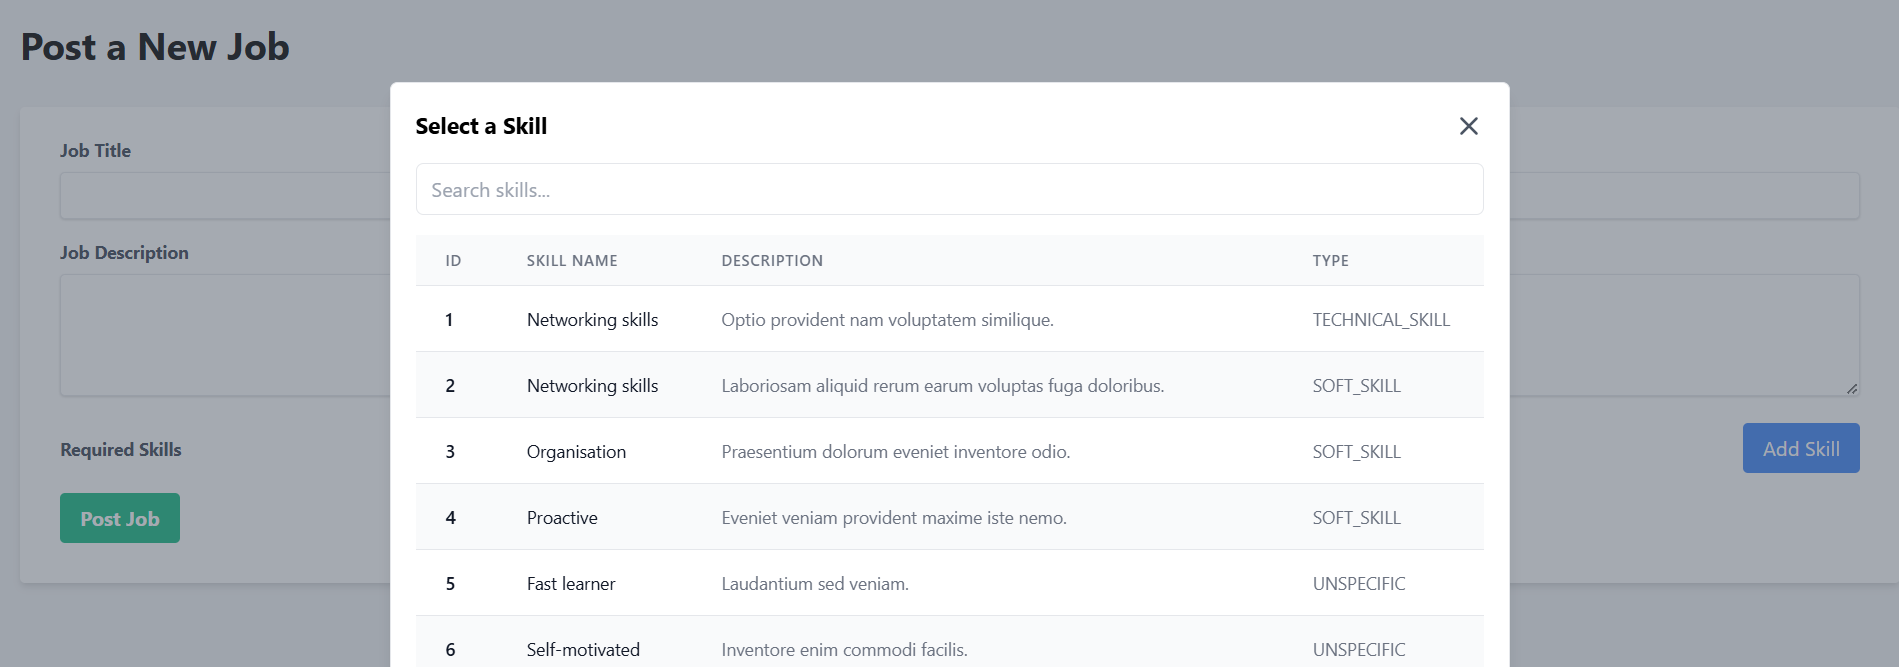 Post a New Job
Select a Skill
Job Title
Search skills...
Job Description
ID SKILL NAME DESCRIPTION TYPE
1 Networking skills Optio provident nam voluptatem similique. TECHNICAL_SKILL
2 Networking skills Laboriosam aliquid rerum earum voluptas fuga doloribus. SOFT_SKILL
Required Skills
3 Organisation Praesentium dolorum eveniet inventore odio. SOFT_SKILL
Add Skill
Post Job
4 Proactive Eveniet veniam provident maxime iste nemo. SOFT_SKILL
5 Fast learner Laudantium sed veniam. UNSPECIFIC
6 Self-motivated Inventore enim commodi facilis. UNSPECIFIC